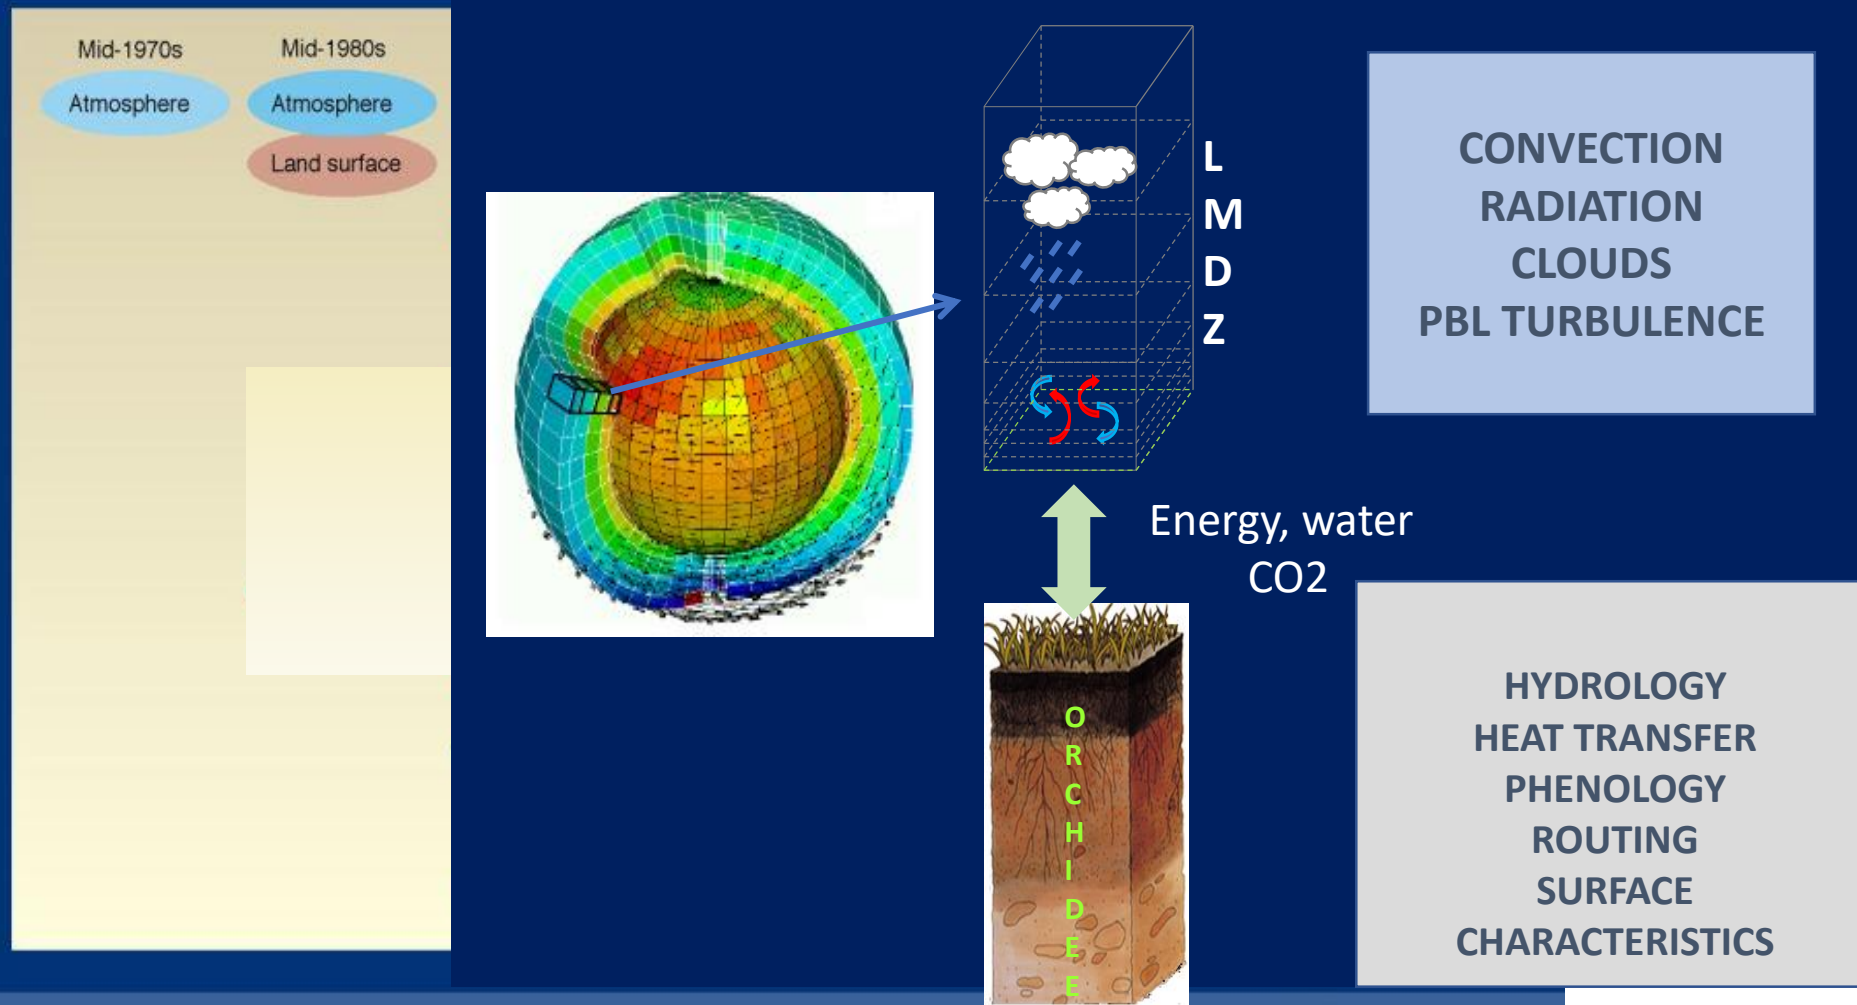 Mid-1970s
Mid-1980s
Atmosphere
Atmosphere
Land surface
L
M
D
Z
CONVECTION
RADIATION
CLOUDS
PBL TURBULENCE
Energy, water
CO2
O
R
C
H
I
D
E
E
HYDROLOGY
HEAT TRANSFER
PHENOLOGY
ROUTING
SURFACE
CHARACTERISTICS